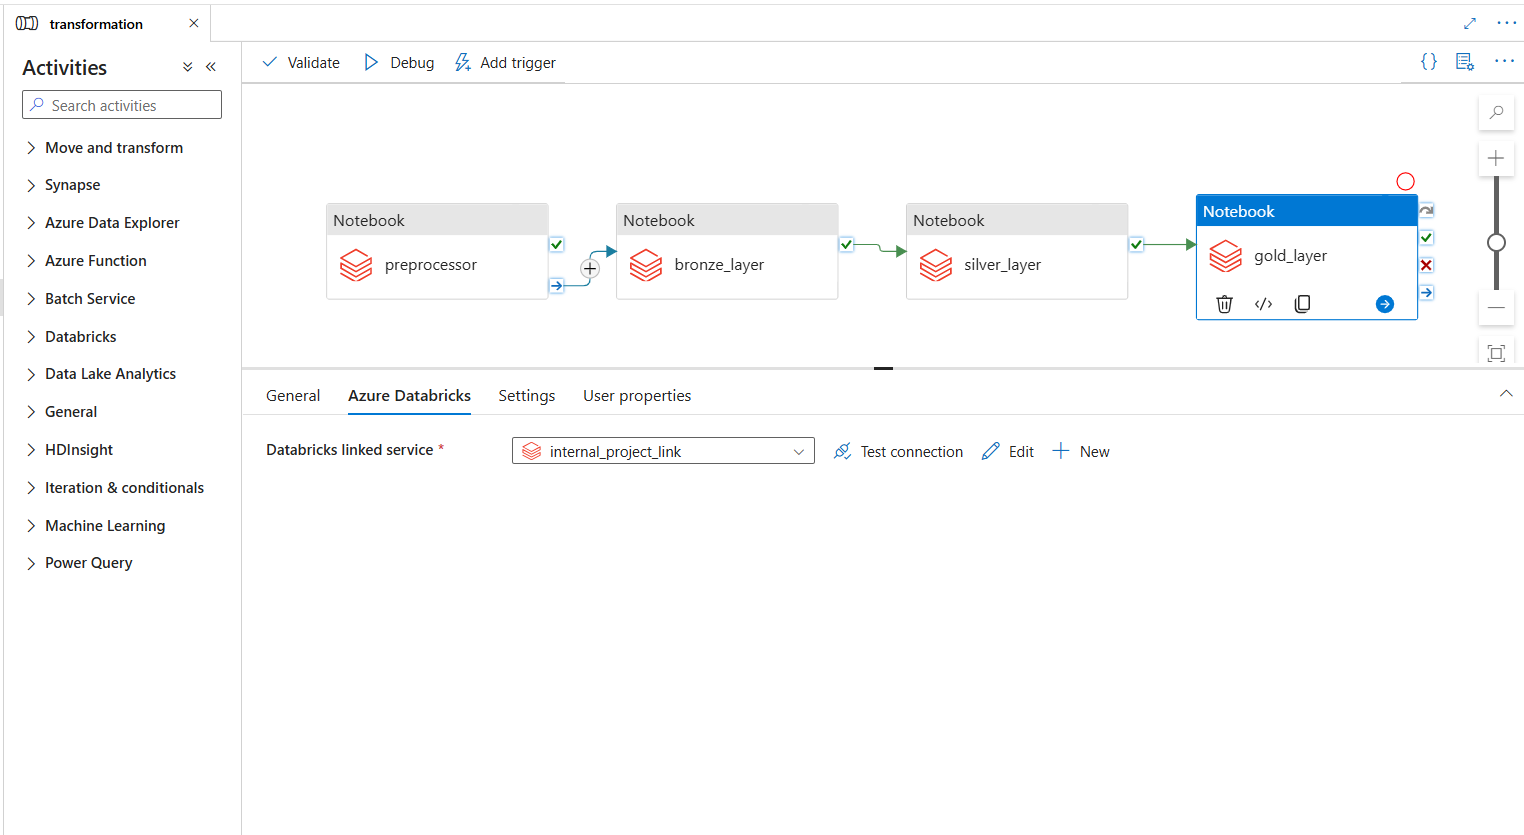 transformation
Activities
Validate
Debug
Add trigger
Search activities
Move and transform
Synapse
Azure Data Explorer
Azure Function
Batch Service
Databricks
Data Lake Analytics
General
HDInsight
Iteration & conditionals
Machine Learning
Power Query
Notebook
preprocessor
Notebook
bronze_layer
Notebook
silver_layer
Notebook
gold_layer
General
Azure Databricks
Settings
User properties
Databricks linked service *
internal_project_link
Test connection
Edit
New